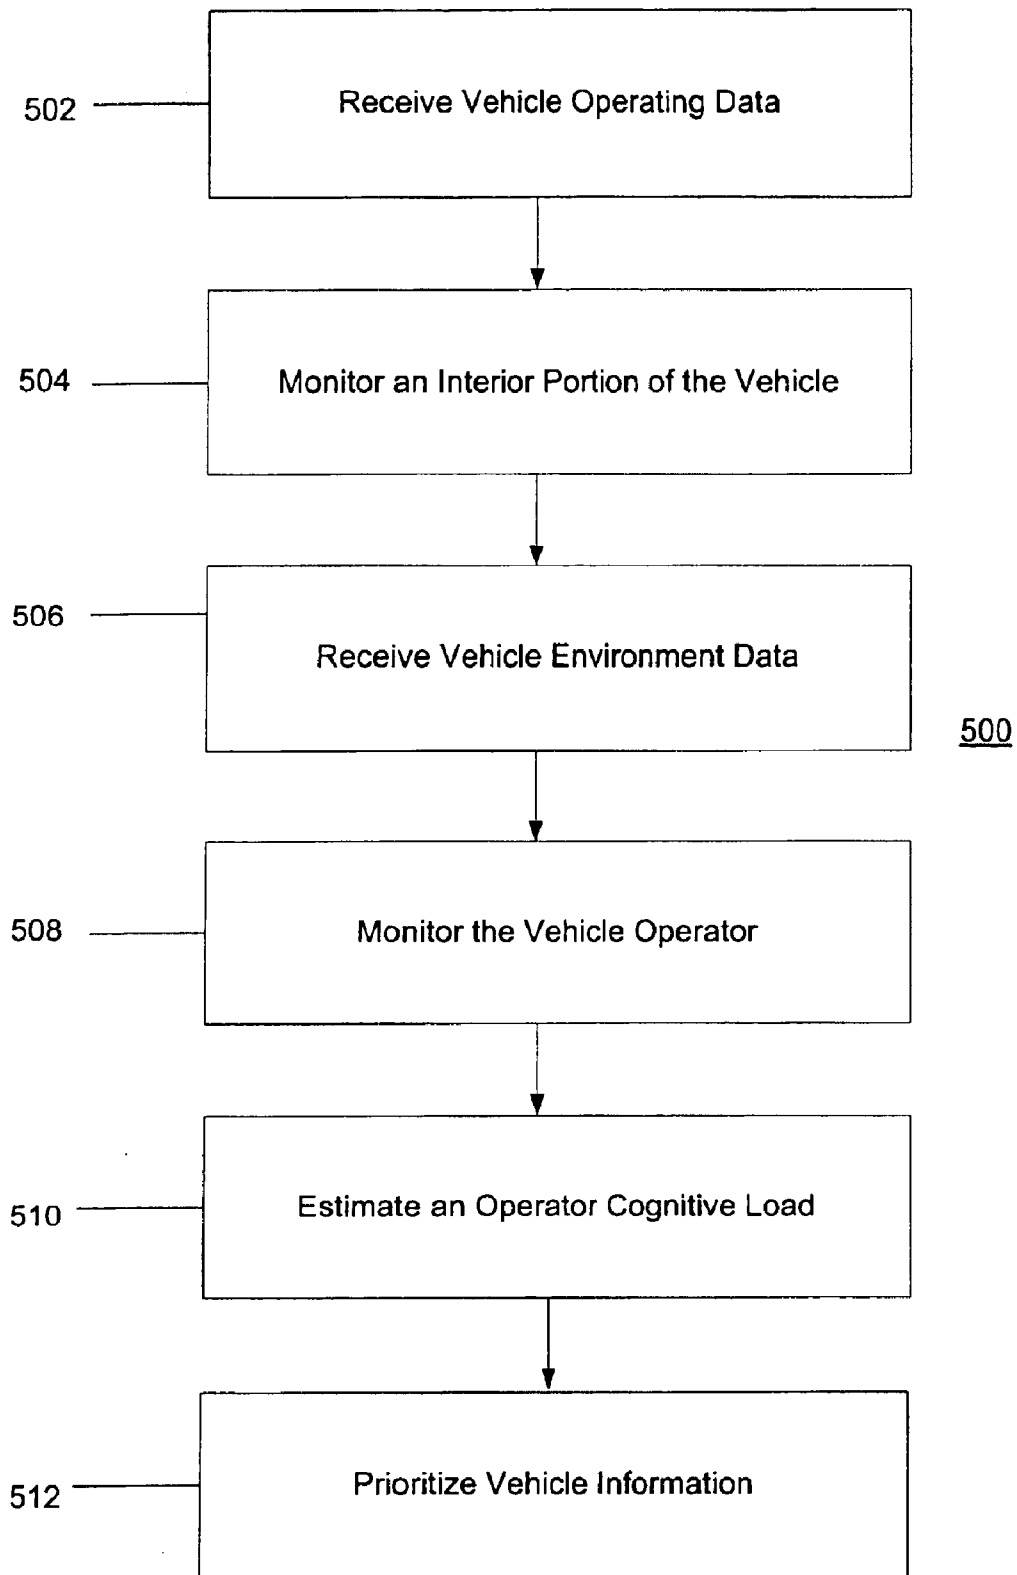 502
Receive Vehicle Operating Data
504
Monitor an Interior Portion of the Vehicle
506
Receive Vehicle Environment Data
500
508
Monitor the Vehicle Operator
510
Estimate an Operator Cognitive Load
512
Prioritize Vehicle Information